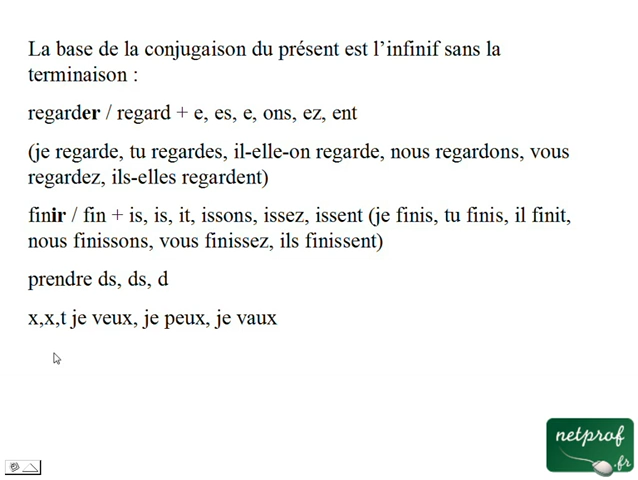 La base de la conjugaison du présent est l’infinif sans la
terminaison :
regarder / regard + e, es, e, ons, ez, ent
(je regarde, tu regardes, il-elle-on regarde, nous regardons, vous
regardez, ils-elles regardent)
finir / fin + is, is, it, issons, issez, issent (je finis, tu finis, il finit,
nous finissons, vous finissez, ils finissent)
prendre ds, ds, d
x,x,t je veux, je peux, je vaux
netprof
.fr